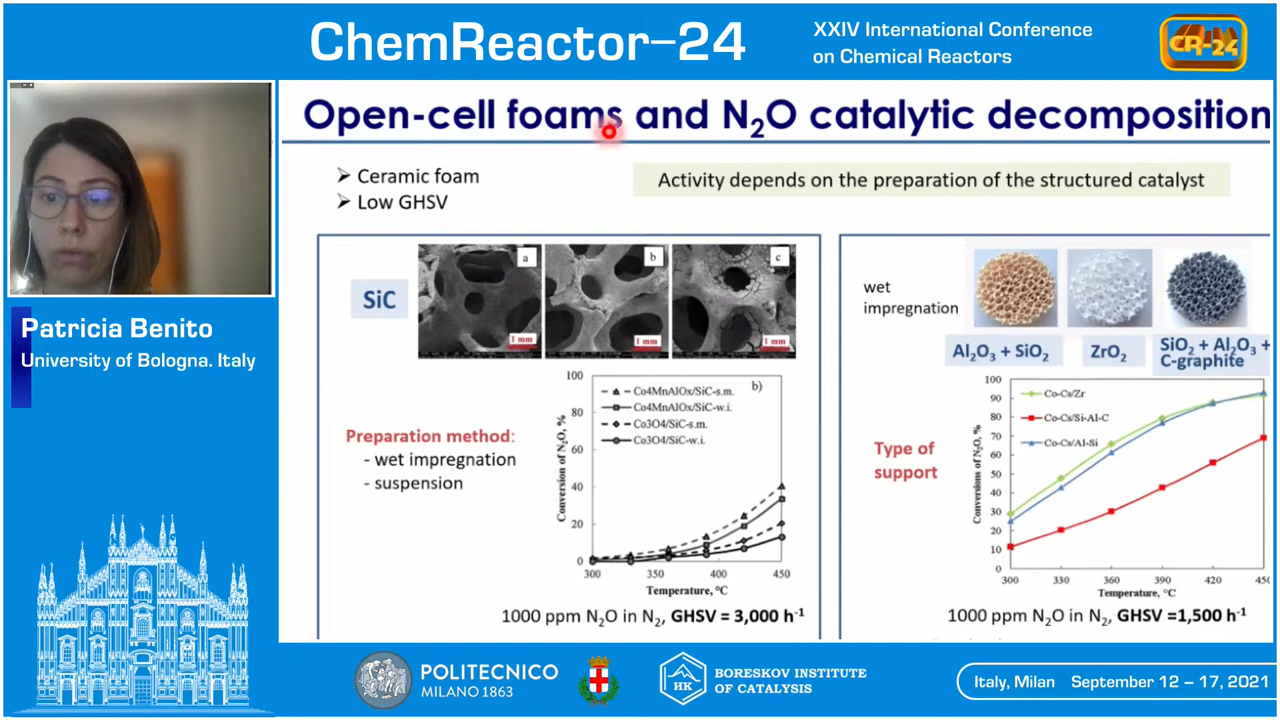 ChemReactor–24
XXIV International Conference
on Chemical Reactors
CR-24
Open-cell foams and N₂O catalytic decomposition
➢ Ceramic foam
➢ Low GHSV
Activity depends on the preparation of the structured catalyst
Patricia Benito
University of Bologna. Italy
SiC
a
b
c
1 mm
1 mm
1 mm
Preparation method:
- wet impregnation
- suspension
b)
Co4MnAlOx/SiC-s.m.
Co4MnAlOx/SiC-w.i.
Co3O4/SiC-s.m.
Co3O4/SiC-w.i.
Conversion of N₂O, %
100
80
60
40
20
0
300
350
400
450
Temperature, °C
1000 ppm N₂O in N₂, GHSV = 3,000 h⁻¹
wet
impregnation
Al₂O₃ + SiO₂
ZrO₂
SiO₂ + Al₂O₃ +
C-graphite
Type of
support
Co-Cs/Zr
Co-Cs/Si-Al-C
Co-Cs/Al-Si
Conversions of N₂O, %
100
90
80
70
60
50
40
30
20
10
0
300
330
360
390
420
450
Temperature, °C
1000 ppm N₂O in N₂, GHSV =1,500 h⁻¹
POLITECNICO
MILANO 1863
НК
BORESKOV INSTITUTE
OF CATALYSIS
Italy, Milan September 12 – 17, 2021